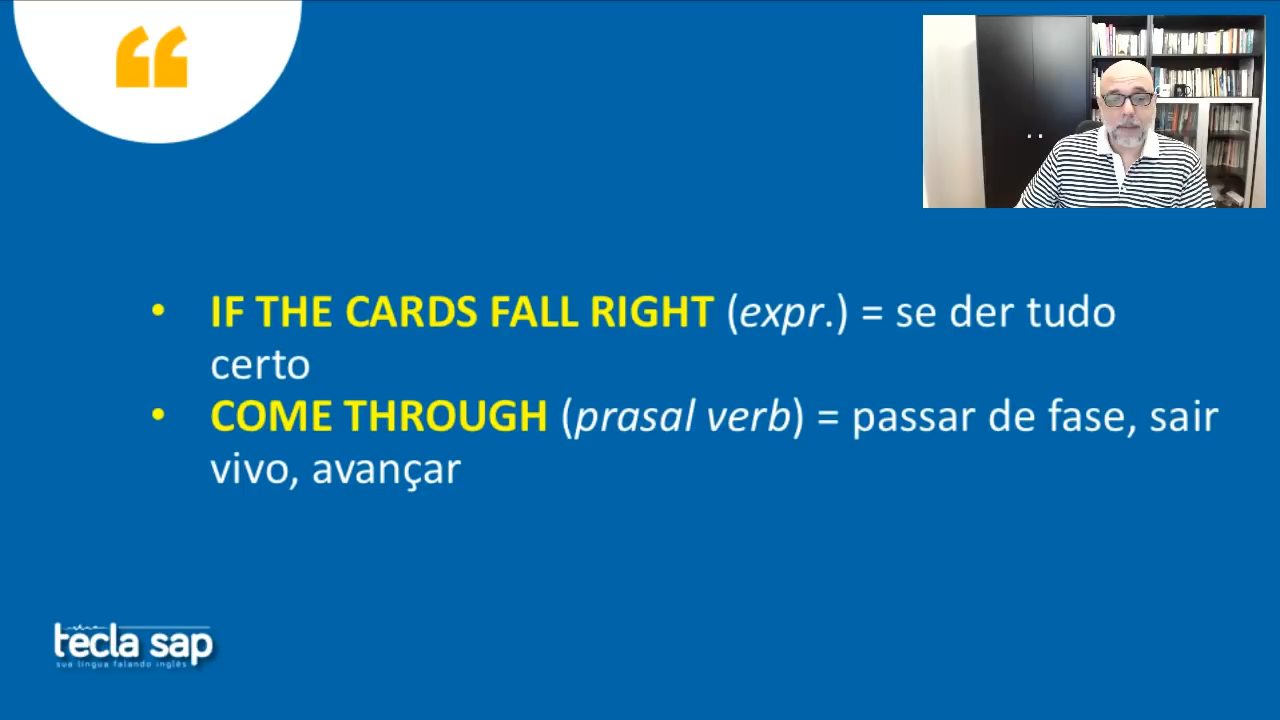 “
• IF THE CARDS FALL RIGHT (expr.) = se der tudo
certo
• COME THROUGH (prasal verb) = passar de fase, sair
vivo, avançar
tecla sap
sua língua falando inglês